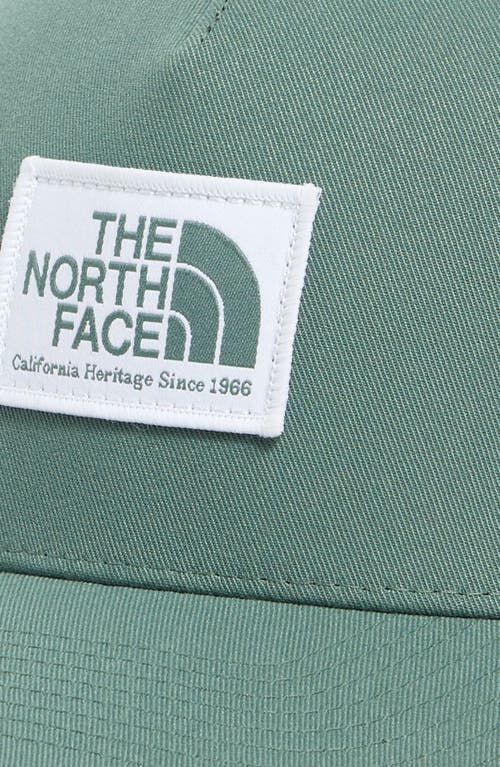 THE
NORTH
FACE
California Heritage Since 1966